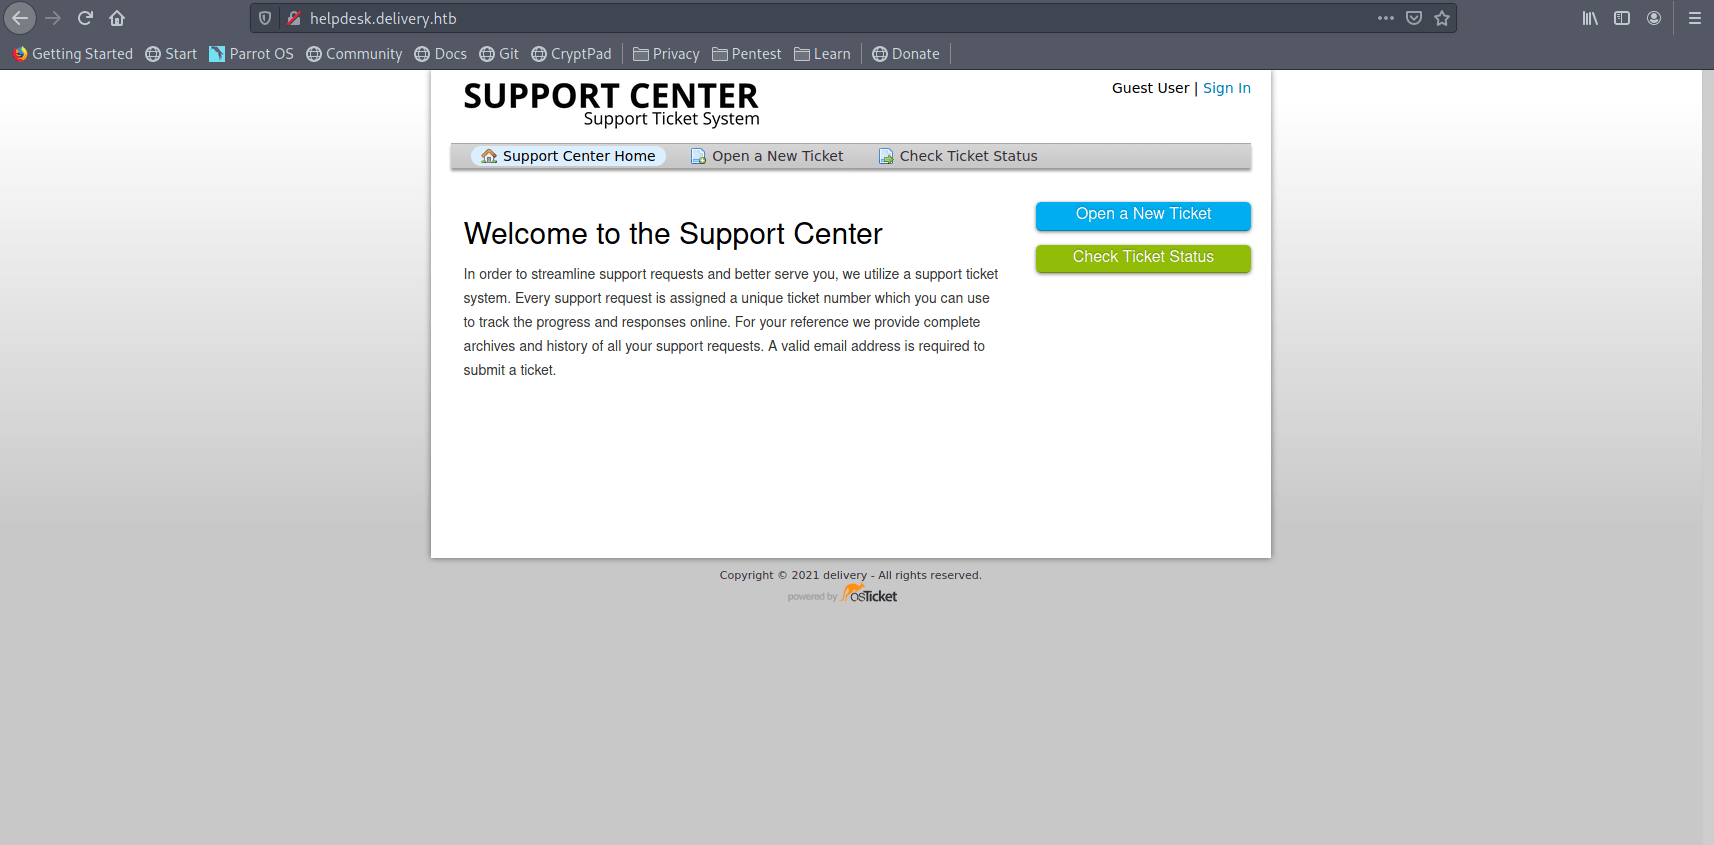 helpdesk.delivery.htb
Getting Started Start Parrot OS Community Docs Git CryptPad Privacy Pentest Learn Donate
SUPPORT CENTER
Support Ticket System
Guest User | Sign In
Support Center Home Open a New Ticket Check Ticket Status
Welcome to the Support Center
In order to streamline support requests and better serve you, we utilize a support ticket
system. Every support request is assigned a unique ticket number which you can use
to track the progress and responses online. For your reference we provide complete
archives and history of all your support requests. A valid email address is required to
submit a ticket.
Open a New Ticket
Check Ticket Status
Copyright © 2021 delivery - All rights reserved.
powered by osTicket